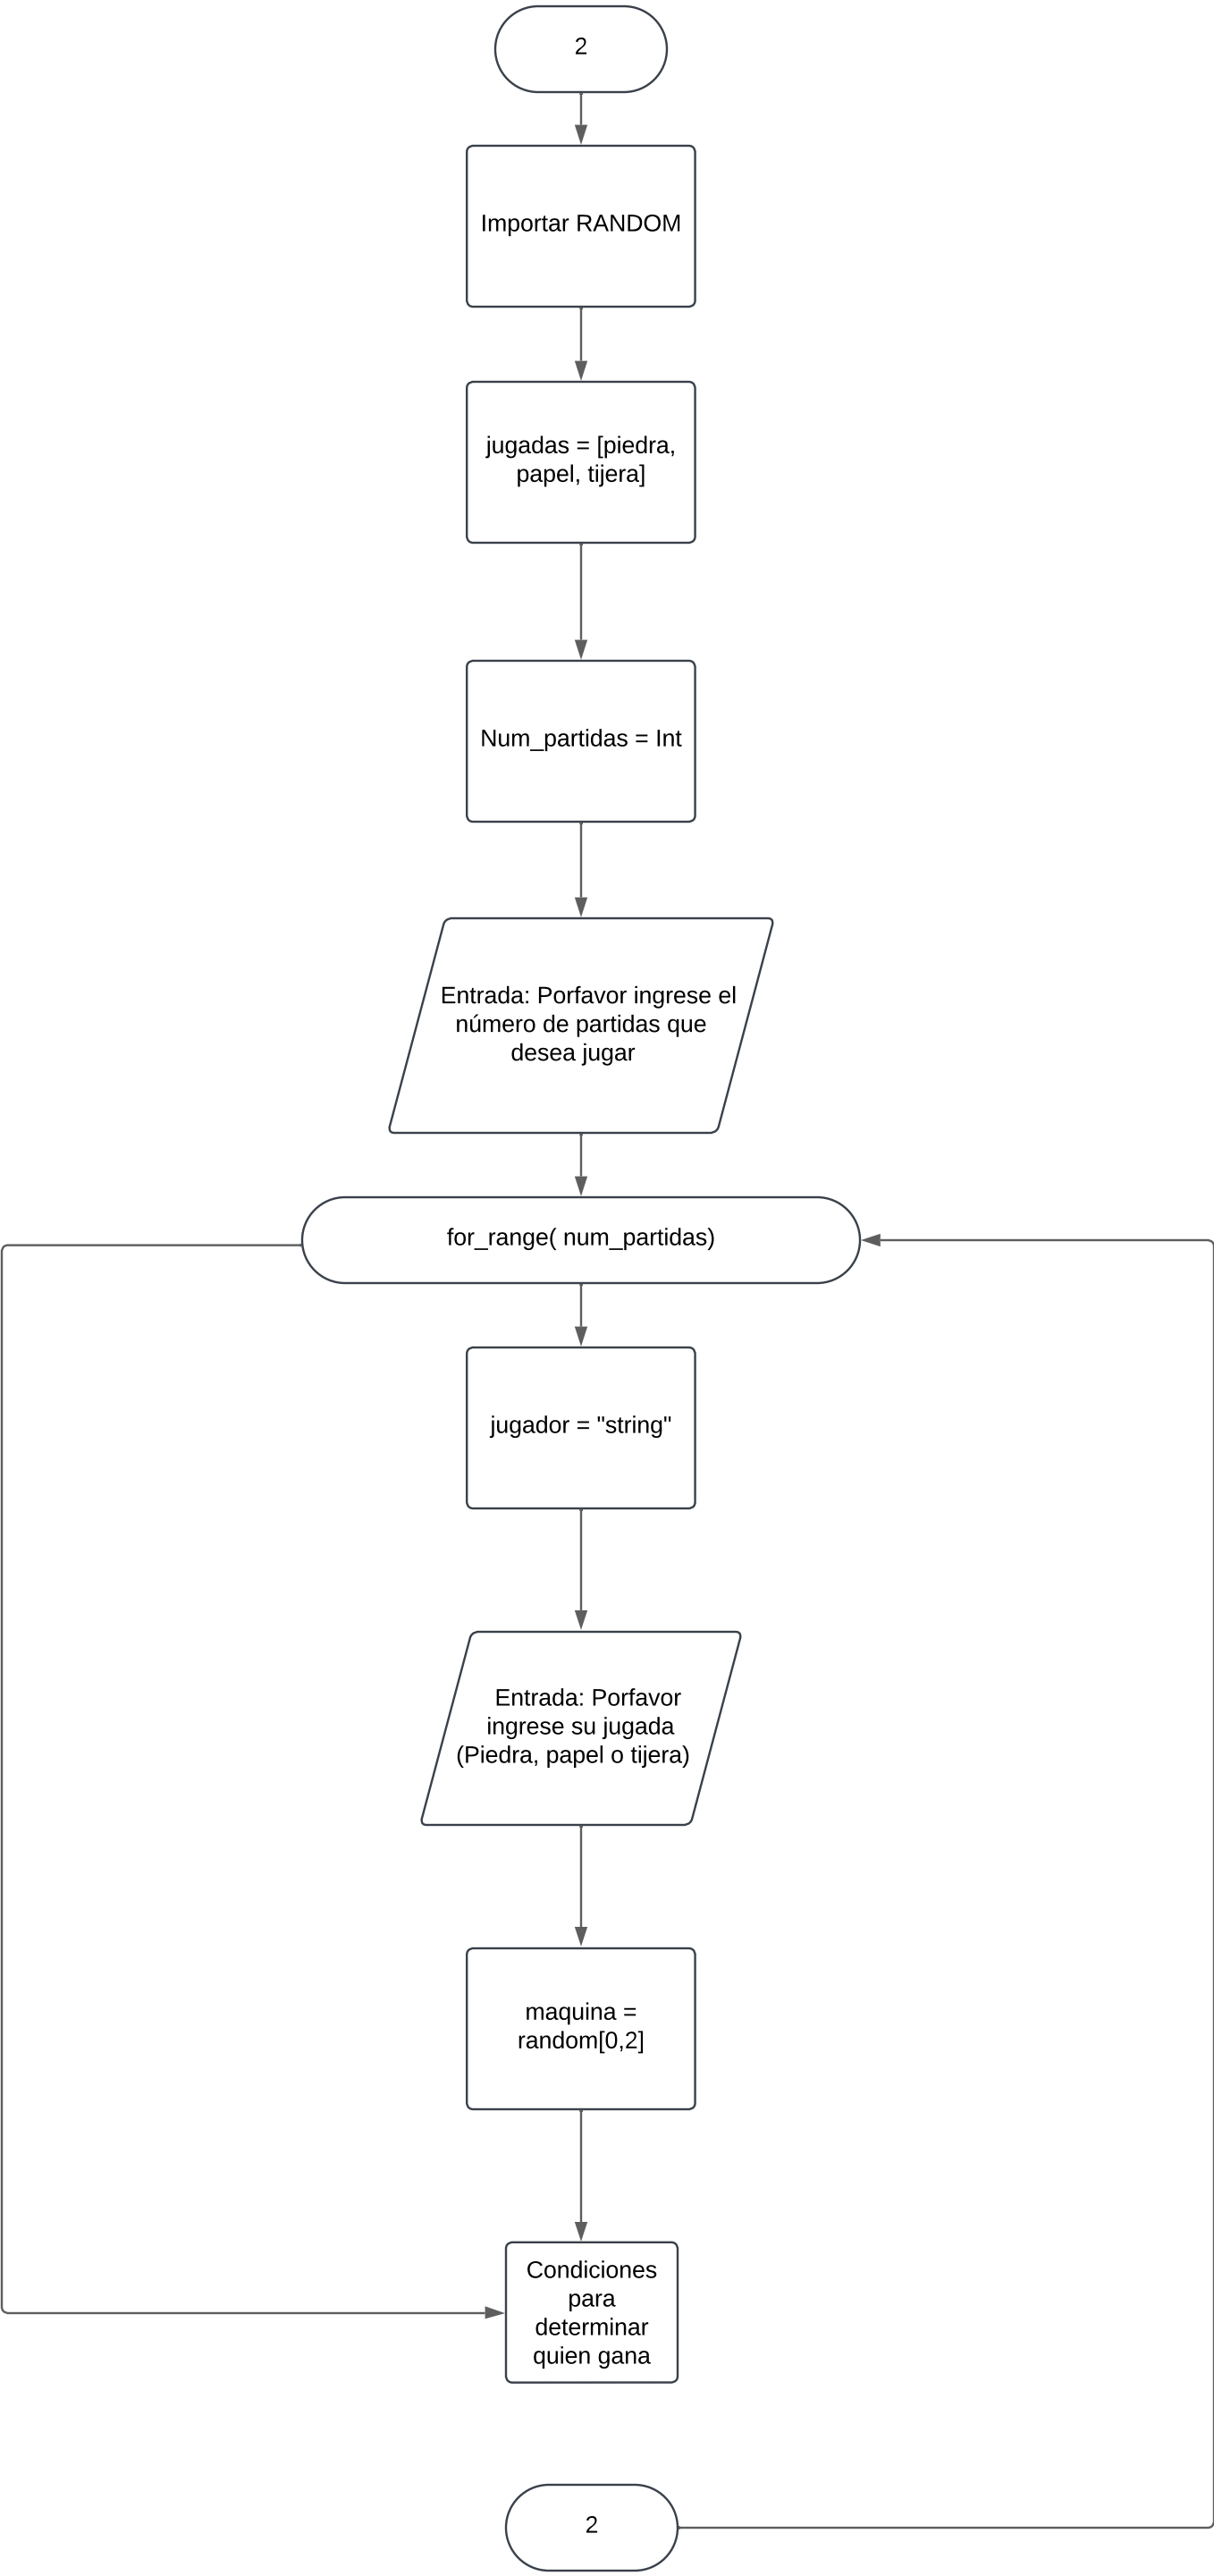 2
Importar RANDOM
jugadas = [piedra,
papel, tijera]
Num_partidas = Int
Entrada: Porfavor ingrese el
número de partidas que
desea jugar
for_range( num_partidas)
jugador = "string"
Entrada: Porfavor
ingrese su jugada
(Piedra, papel o tijera)
maquina =
random[0,2]
Condiciones
para
determinar
quien gana
2